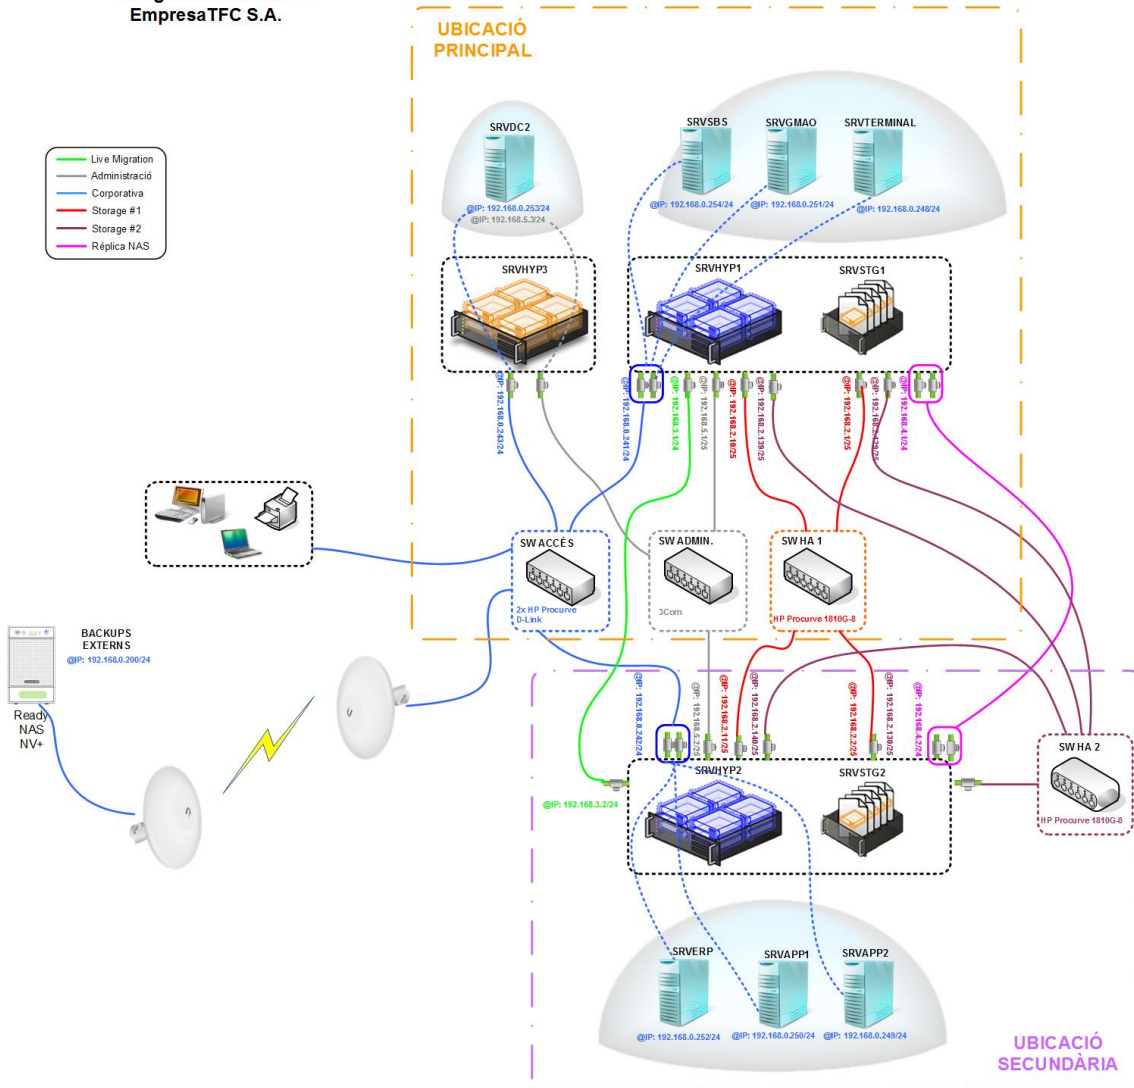 EmpresaTFC S.A.
UBICACIÓ
PRINCIPAL
Live Migration
Administració
Corporativa
Storage #1
Storage #2
Rèplica NAS
SRVDC2
@IP: 192.168.0.253/24
@IP: 192.168.5.3/24
SRVSBS
SRVGMAO
SRVTERMINAL
@IP: 192.168.0.254/24
@IP: 192.168.0.251/24
@IP: 192.168.0.248/24
SRVHYP3
SRVHYP1
SRVSTG1
@IP: 192.168.0.243/24
@IP: 192.168.0.241/24
@IP: 192.168.3.1/24
@IP: 192.168.5.1/25
@IP: 192.168.2.10/25
@IP: 192.168.2.139/25
@IP: 192.168.2.1/25
@IP: 192.168.2.129/25
@IP: 192.168.4.1/24
SW ACCÉS
2x HP Procurve
D-Link
SW ADMIN.
3Com
SW HA 1
HP Procurve 1810G-8
BACKUPS
EXTERNS
@IP: 192.168.0.200/24
Ready
NAS
NV+
@IP: 192.168.0.242/24
@IP: 192.168.5.2/25
@IP: 192.168.2.11/25
@IP: 192.168.2.140/25
@IP: 192.168.2.2/25
@IP: 192.168.2.130/25
@IP: 192.168.4.2/24
SW HA 2
HP Procurve 1810G-8
SRVHYP2
SRVSTG2
@IP: 192.168.3.2/24
SRVERP
SRVAPP1
SRVAPP2
@IP: 192.168.0.252/24
@IP: 192.168.0.250/24
@IP: 192.168.0.249/24
UBICACIÓ
SECUNDÀRIA